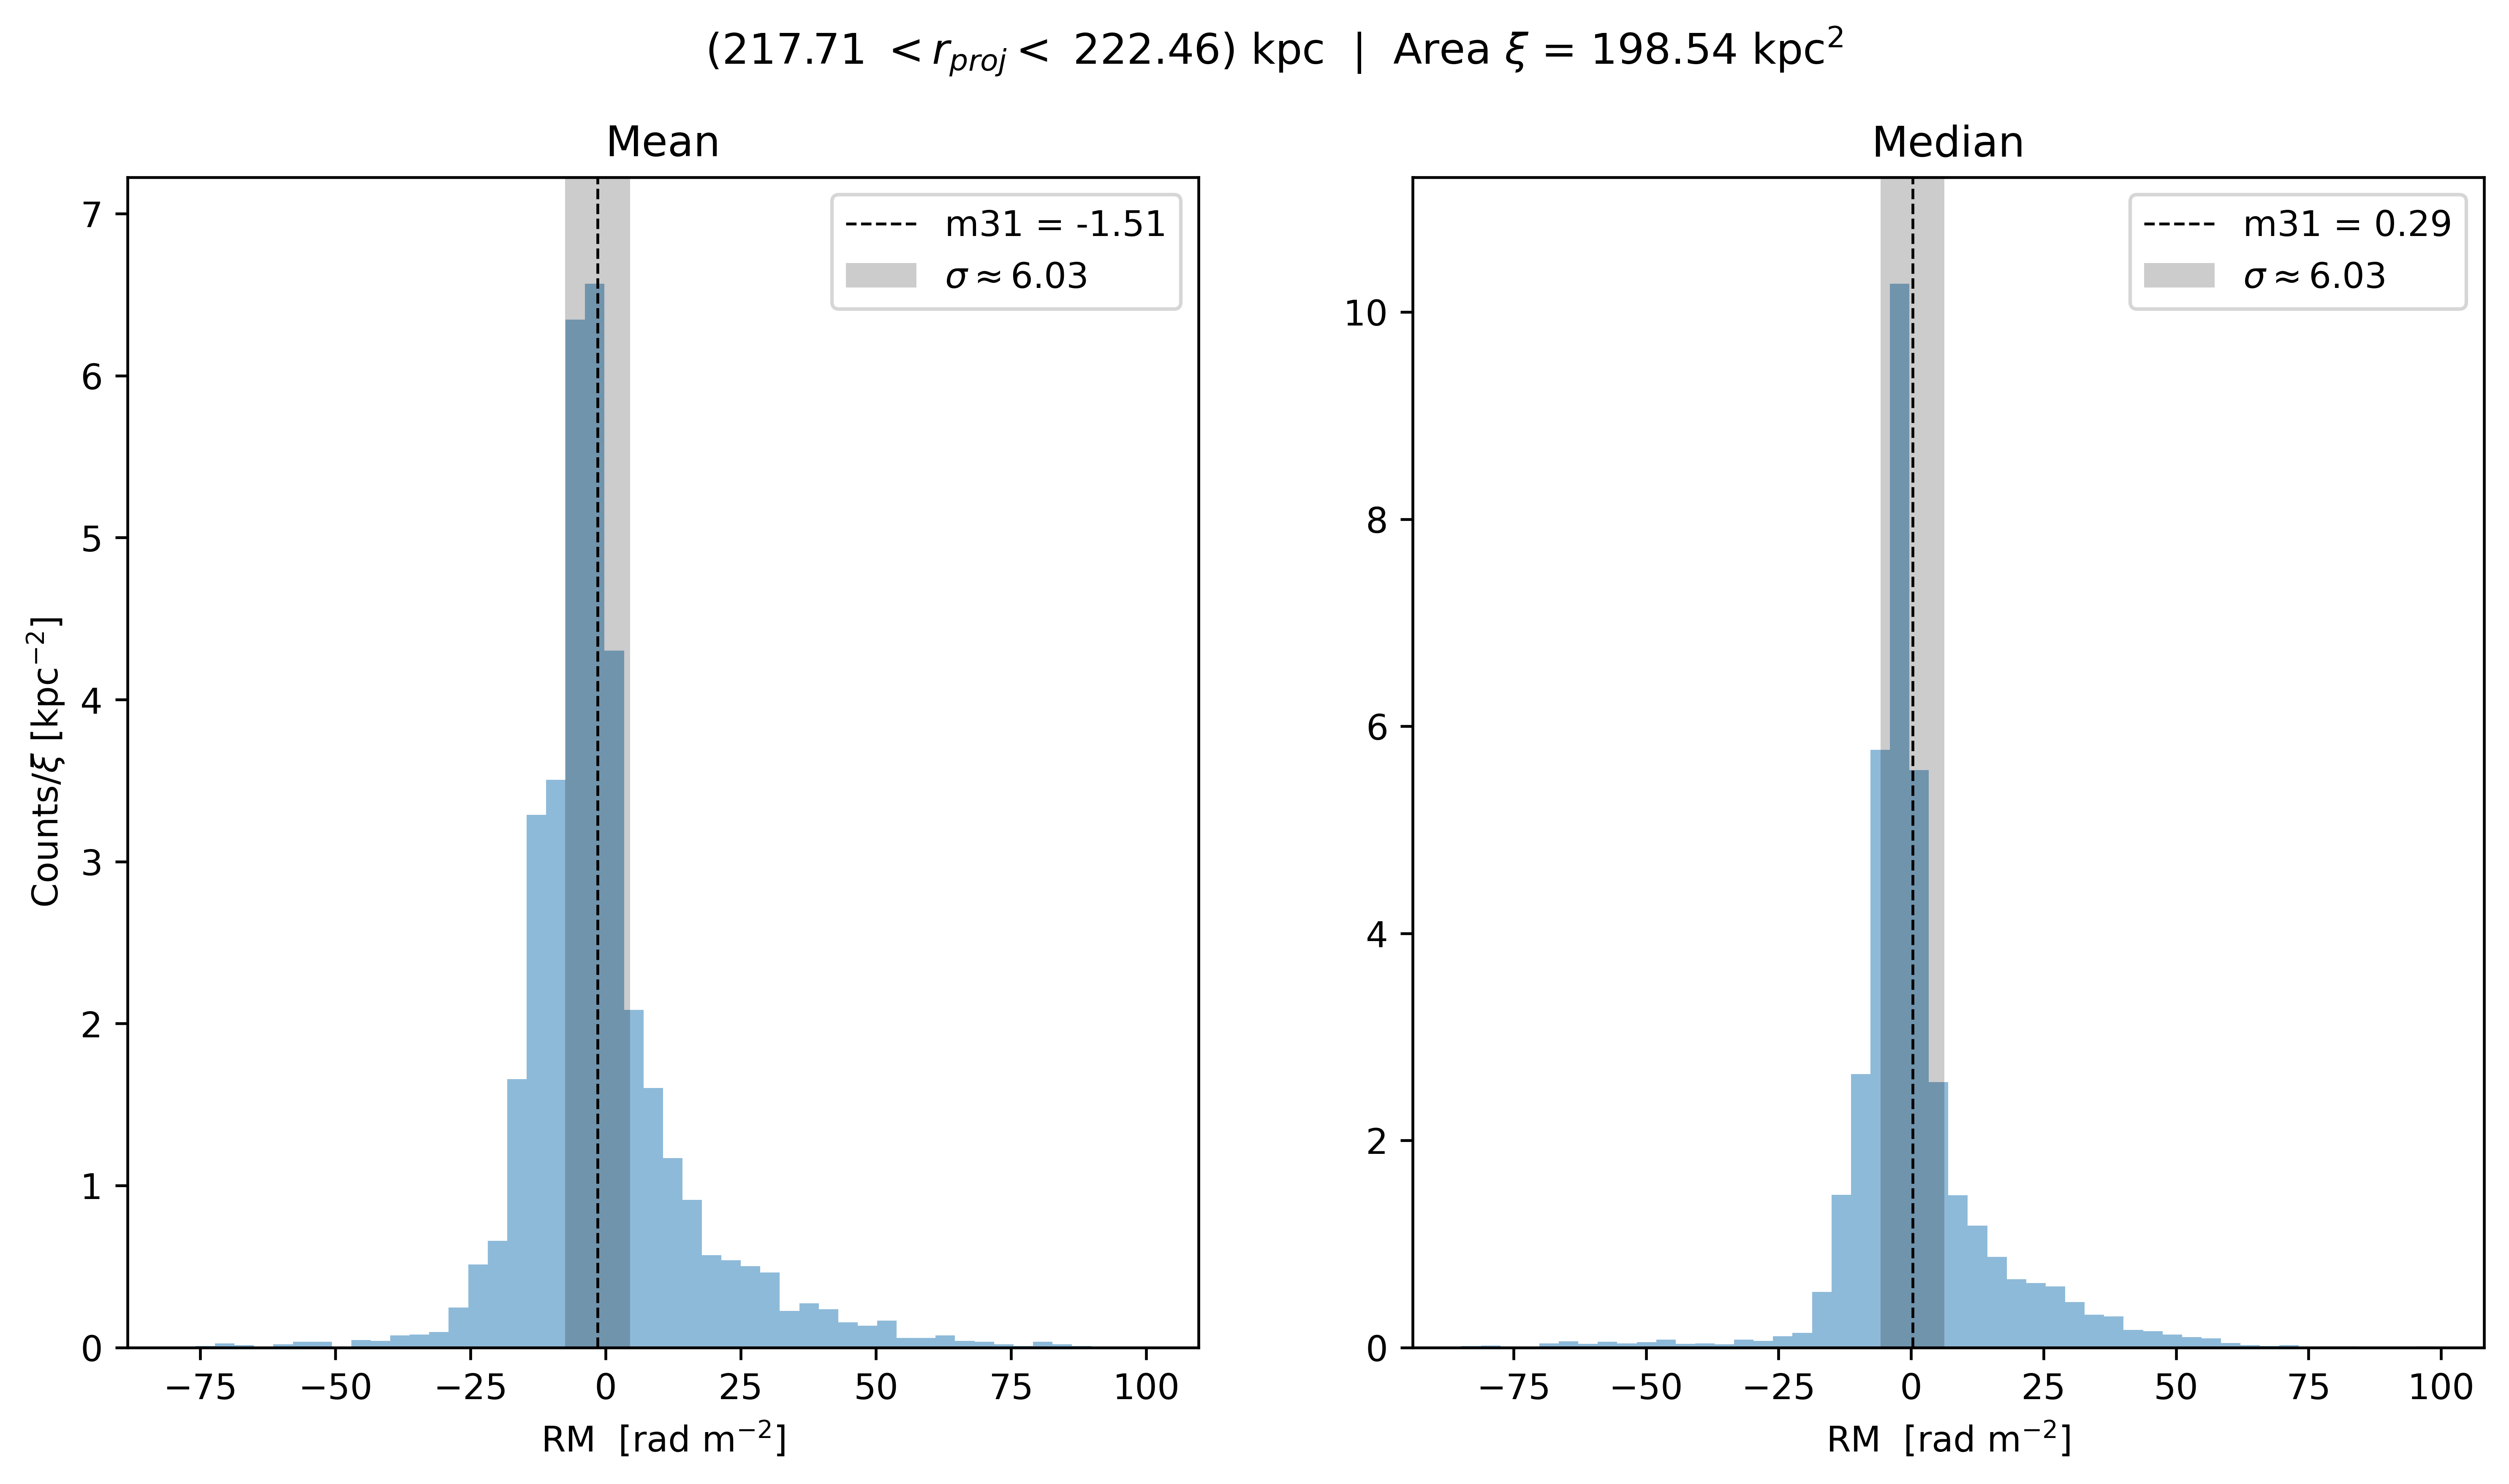 (217.71 < r_proj < 222.46) kpc | Area ξ = 198.54 kpc²
Mean
7
6
5
4
3
2
1
0
Counts/ξ [kpc⁻²]
m31 = -1.51
σ ≈ 6.03
−75 −50 −25 0 25 50 75 100
RM [rad m⁻²]
Median
10
8
6
4
2
0
m31 = 0.29
σ ≈ 6.03
−75 −50 −25 0 25 50 75 100
RM [rad m⁻²]